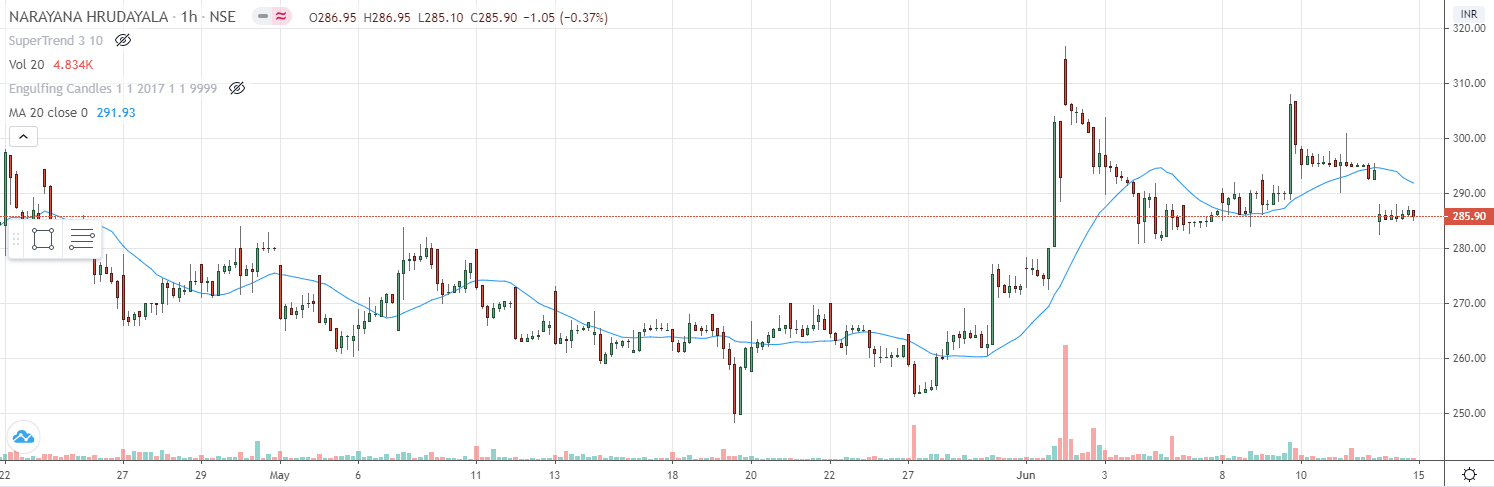 NARAYANA HRUDAYALA · 1h · NSE O286.95 H286.95 L285.10 C285.90 −1.05 (−0.37%)
INR
SuperTrend 3 10
Vol 20 4.834K
Engulfing Candles 1 1 2017 1 1 9999
MA 20 close 0 291.93
320.00
310.00
300.00
290.00
285.90
280.00
270.00
260.00
250.00
22 27 29 May 6 11 13 18 20 22 27 Jun 3 8 10 15